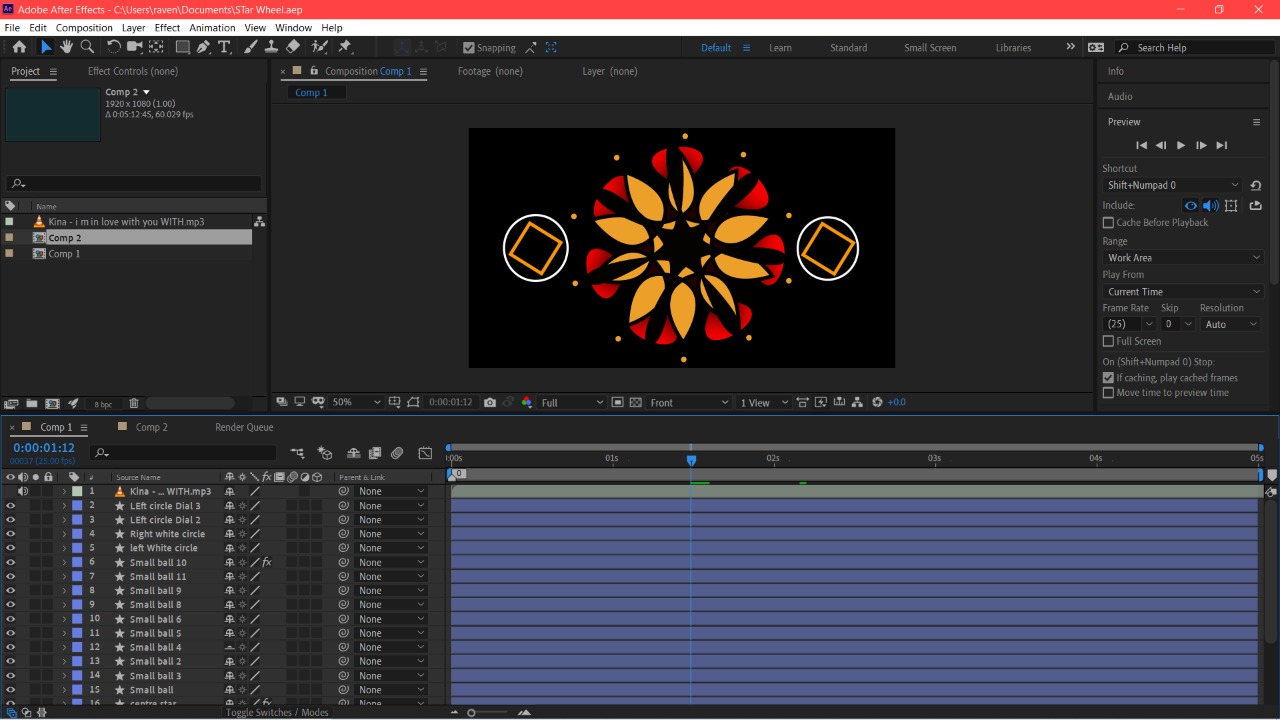 Adobe After Effects - C:\Users\raven\Documents\STar Wheel.aep
File Edit Composition Layer Effect Animation View Window Help
Snapping Default Learn Standard Small Screen Libraries Search Help
Project Effect Controls (none)
Composition Comp 1 Footage (none) Layer (none)
Comp 1
Comp 2
1920 x 1080 (1.00)
Δ 0:05:12:45, 60.029 fps
Name
Kina - i m in love with you WITH.mp3
Comp 2
Comp 1
8 bpc
50% 0:00:01:12 Full Front 1 View +0.0
Info
Audio
Preview
Shortcut
Shift+Numpad 0
Include:
Cache Before Playback
Range
Work Area
Play From
Current Time
Frame Rate Skip Resolution
(25) 0 Auto
Full Screen
On (Shift+Numpad 0) Stop:
If caching, play cached frames
Move time to preview time
Comp 1 Comp 2 Render Queue
0:00:01:12
00037 (25.00 fps)
:00s 01s 02s 03s 04s 05s
# Source Name Parent & Link
1 Kina - ... WITH.mp3 None
2 LEft circle Dial 3 None
3 LEft circle Dial 2 None
4 Right white circle None
5 left White circle None
6 Small ball 10 None
7 Small ball 11 None
8 Small ball 9 None
9 Small ball 8 None
10 Small ball 6 None
11 Small ball 5 None
12 Small ball 4 None
13 Small ball 2 None
14 Small ball 3 None
15 Small ball None
16 centre star None
Toggle Switches / Modes